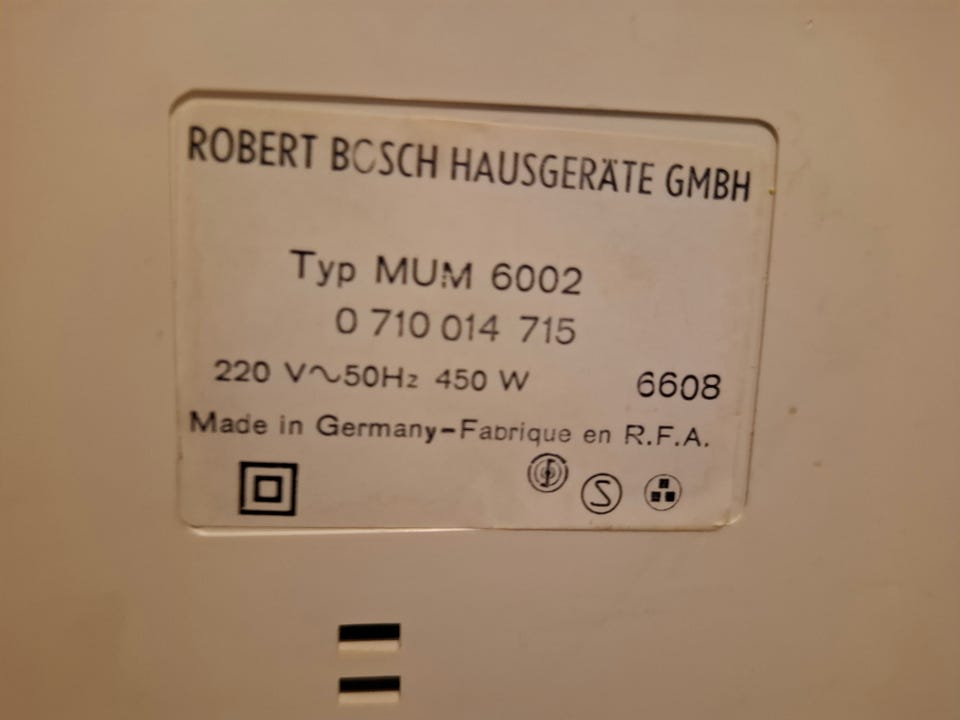 ROBERT BOSCH HAUSGERÄTE GMBH
Typ MUM 6002
0 710 014 715
220 V~50Hz 450 W 6608
Made in Germany-Fabrique en R.F.A.
S